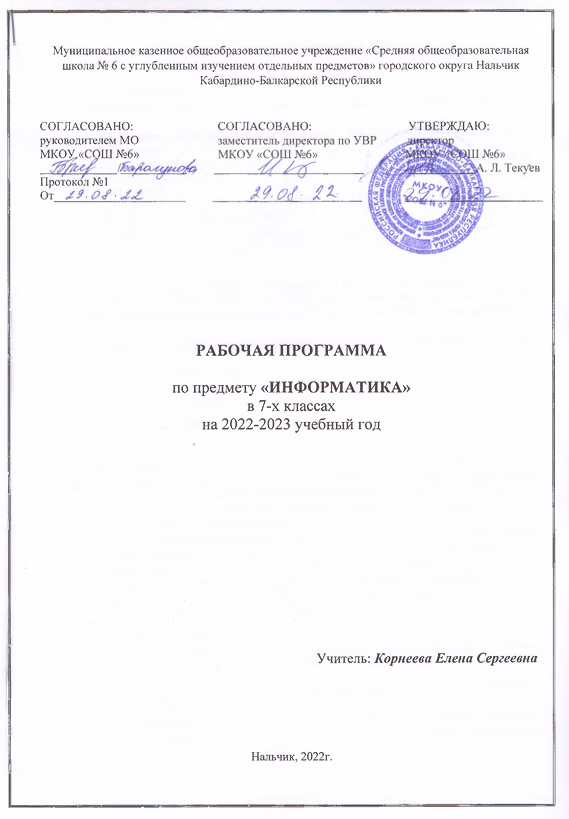 Муниципальное казенное общеобразовательное учреждение «Средняя общеобразовательная
школа № 6 с углубленным изучением отдельных предметов» городского округа Нальчик
Кабардино-Балкарской Республики
СОГЛАСОВАНО:
руководителем МО
МКОУ «СОШ №6»
Протокол №1
От 29.08.22
СОГЛАСОВАНО:
заместитель директора по УВР
МКОУ «СОШ №6»
29.08.22
УТВЕРЖДАЮ:
директор
МКОУ «СОШ №6»
А. Л. Текуев
МКОУ
"СОШ №6"
РАБОЧАЯ ПРОГРАММА
по предмету «ИНФОРМАТИКА»
в 7-х классах
на 2022-2023 учебный год
Учитель: Корнеева Елена Сергеевна
Нальчик, 2022г.